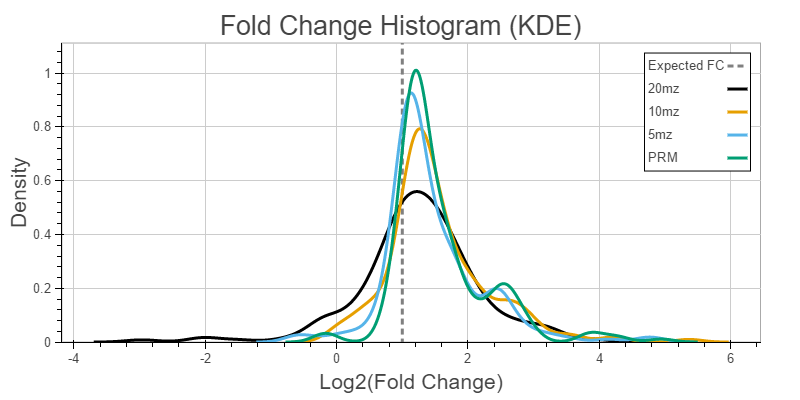 Fold Change Histogram (KDE)
Expected FC
20mz
10mz
5mz
PRM
Density
1
0.8
0.6
0.4
0.2
0
-4
-2
0
2
4
6
Log2(Fold Change)